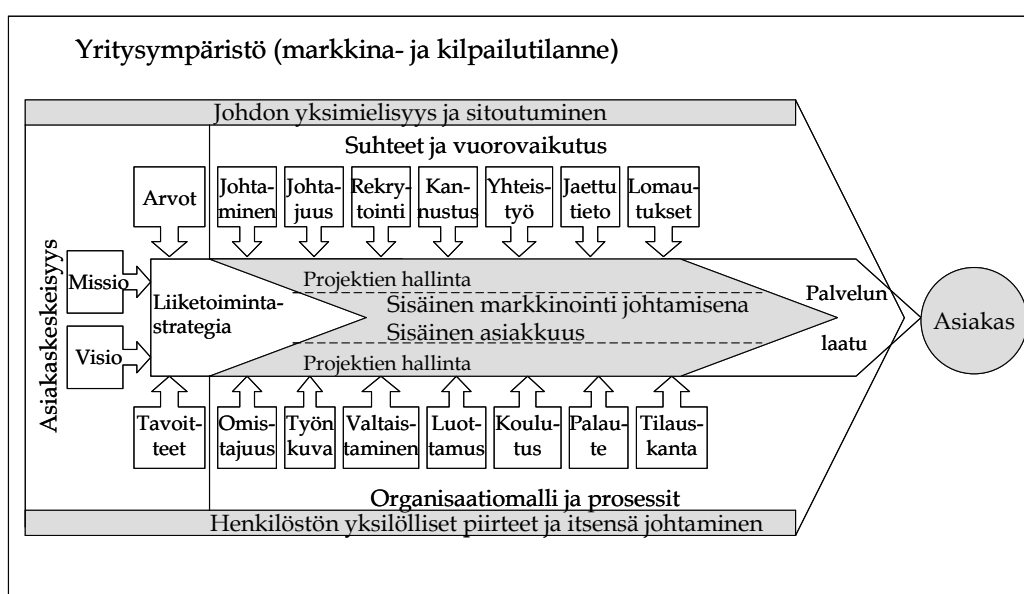 Yritysympäristö (markkina- ja kilpailutilanne)
Johdon yksimielisyys ja sitoutuminen
Suhteet ja vuorovaikutus
Arvot
Johta-
minen
Johta-
juus
Rekry-
tointi
Kan-
nustus
Yhteis-
työ
Jaettu
tieto
Lomau-
tukset
Asiakaskeskeisyys
Missio
Visio
Liiketoiminta-
strategia
Projektien hallinta
Sisäinen markkinointi johtamisena
Sisäinen asiakkuus
Projektien hallinta
Palvelun
laatu
Asiakas
Tavoit-
teet
Omis-
tajuus
Työn
kuva
Valtais-
taminen
Luot-
tamus
Koulu-
tus
Palau-
te
Tilaus-
kanta
Organisaatiomalli ja prosessit
Henkilöstön yksilölliset piirteet ja itsensä johtaminen